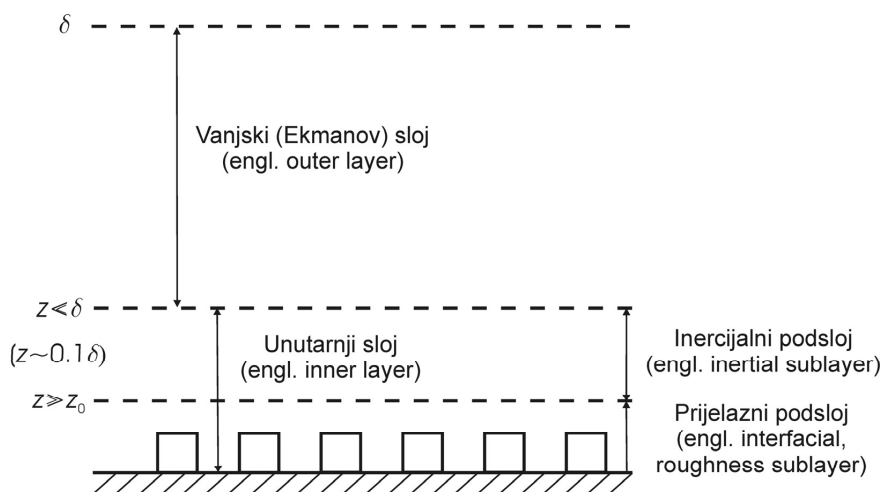 δ
Vanjski (Ekmanov) sloj
(engl. outer layer)
z≪δ
(z~0.1δ)
z≫z₀
Unutarnji sloj
(engl. inner layer)
Inercijalni podsloj
(engl. inertial sublayer)
Prijelazni podsloj
(engl. interfacial,
roughness sublayer)